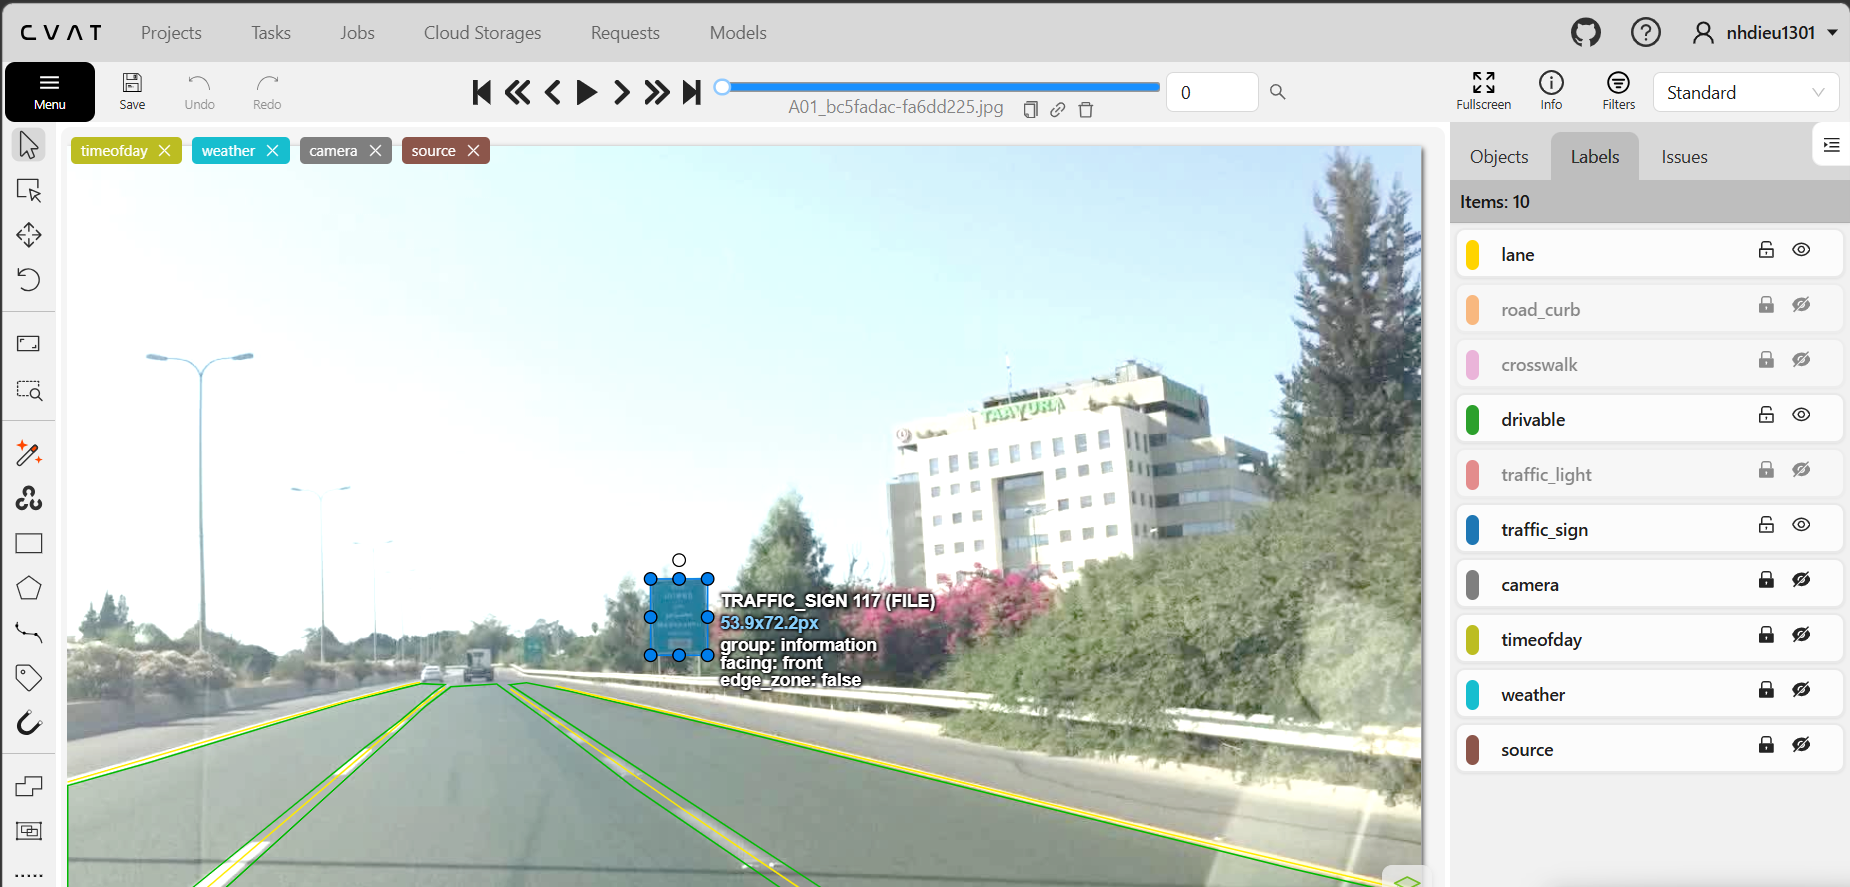 CVAT
Projects
Tasks
Jobs
Cloud Storages
Requests
Models
nhdieu1301
Menu
Save
Undo
Redo
A01_bc5fadac-fa6dd225.jpg
0
Fullscreen
Info
Filters
Standard
timeofday
weather
camera
source
Objects
Labels
Issues
Items: 10
lane
road_curb
crosswalk
drivable
traffic_light
traffic_sign
camera
timeofday
weather
source
TAAVURA
TRAFFIC_SIGN 117 (FILE)
53.9x72.2px
group: information
facing: front
edge_zone: false